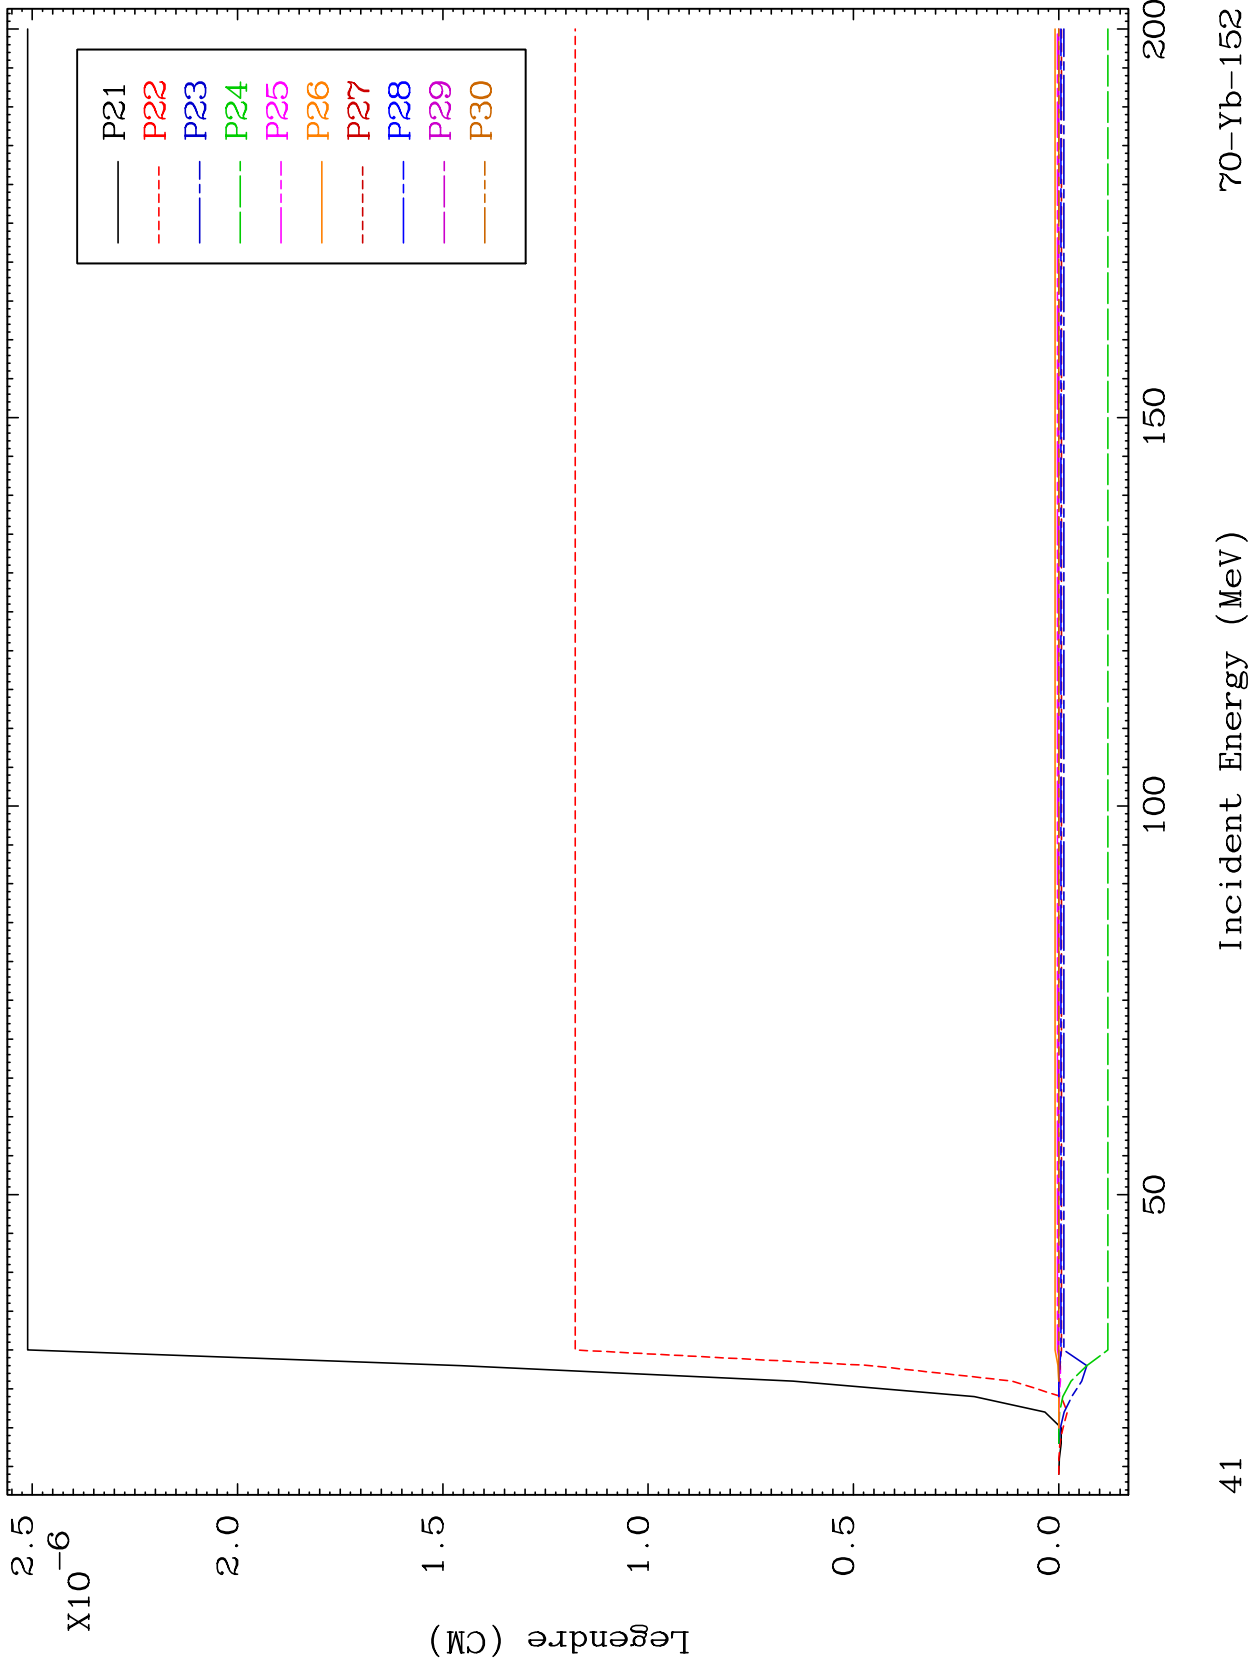 2.5
X10-6
2.0
1.5
1.0
0.5
0.0
Legendre (CM)
P21
P22
P23
P24
P25
P26
P27
P28
P29
P30
50
100
150
200
Incident Energy (MeV)
41
70-Yb-152